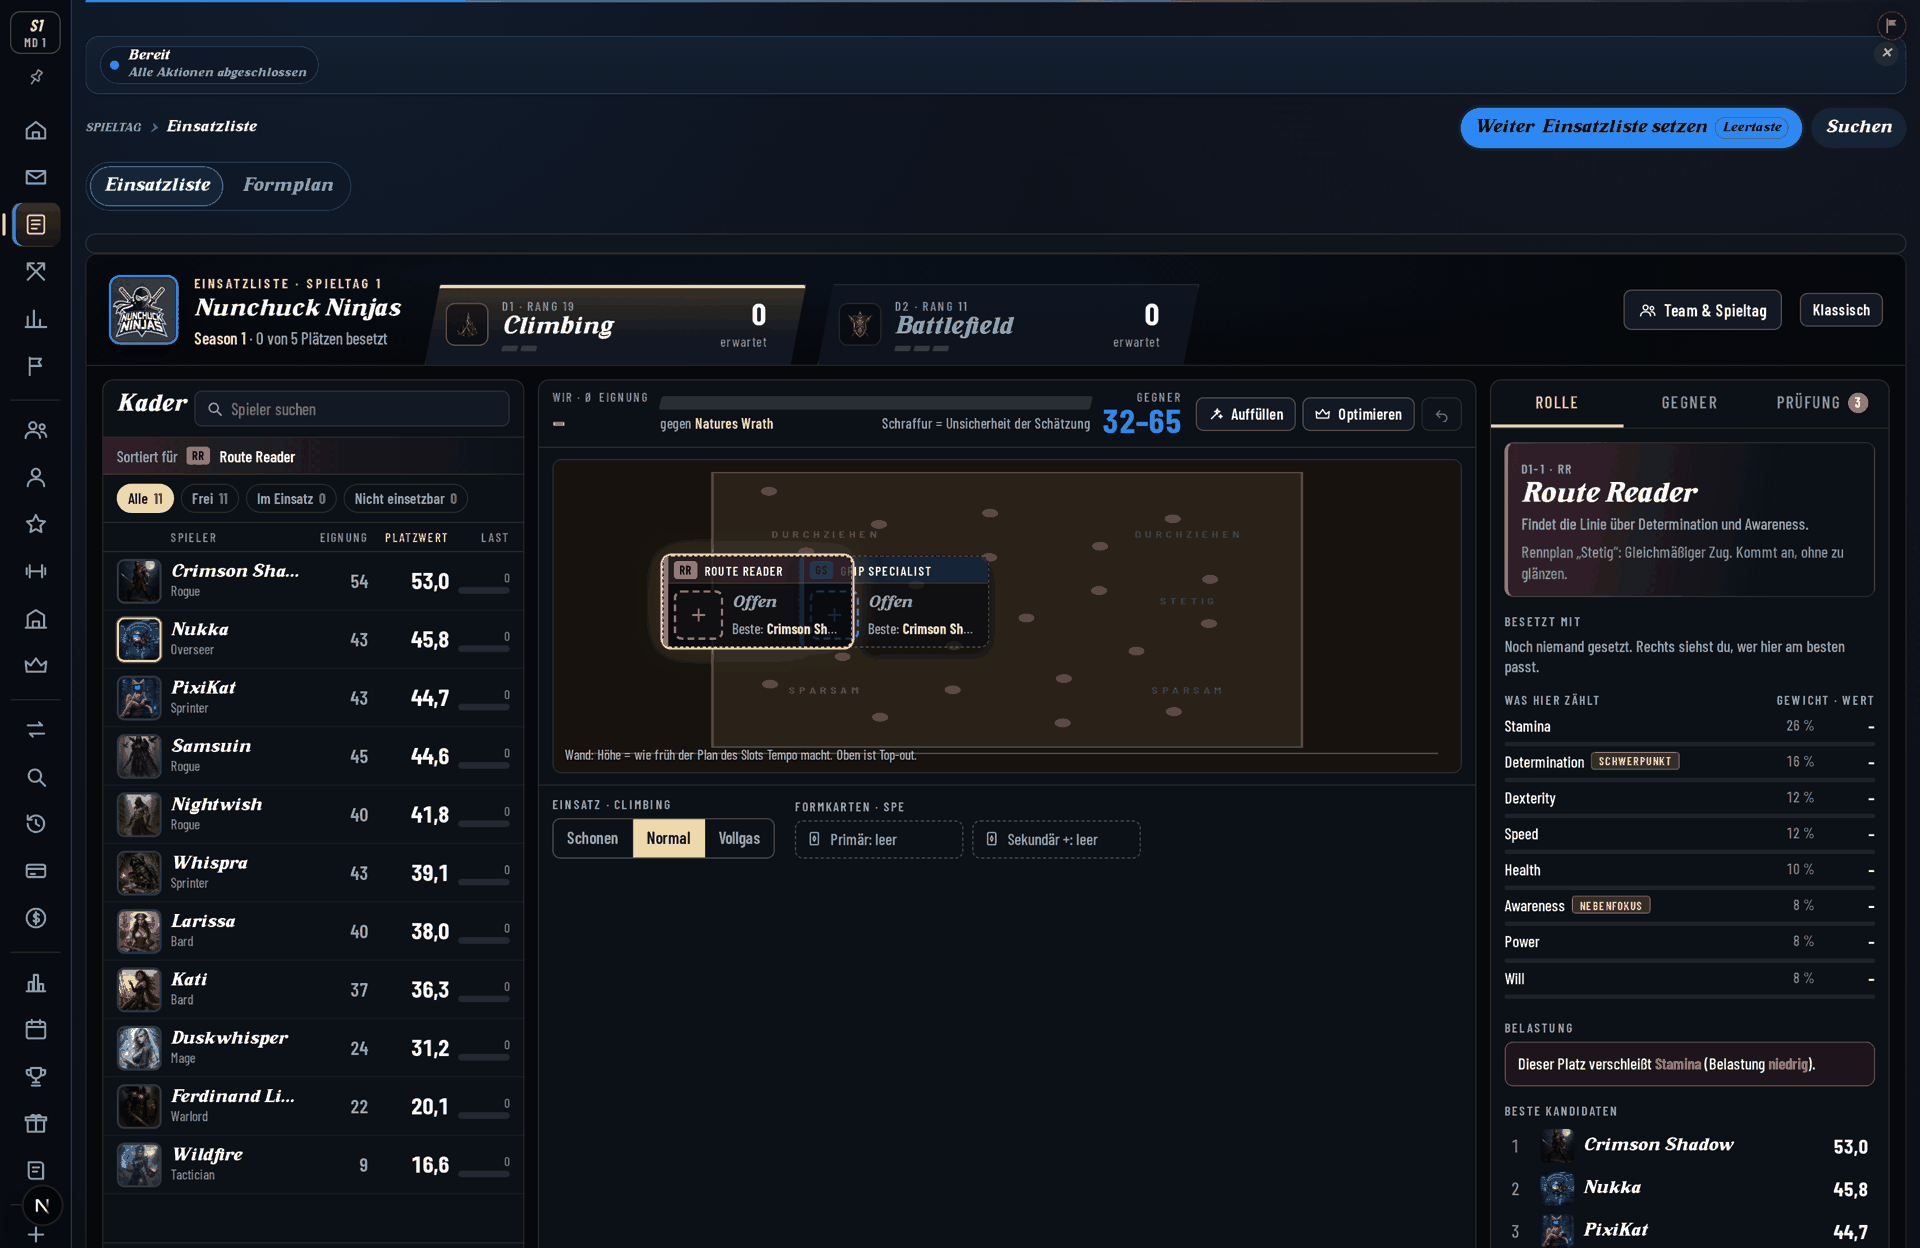 S1
MD 1
Bereit
Alle Aktionen abgeschlossen
SPIELTAG > Einsatzliste
Weiter Einsatzliste setzen Leertaste
Suchen
Einsatzliste
Formplan
NUNCHUCK NINJAS
EINSATZLISTE · SPIELTAG 1
Nunchuck Ninjas
Season 1 · 0 von 5 Plätzen besetzt
D1 · RANG 19
Climbing
0
erwartet
D2 · RANG 11
Battlefield
0
erwartet
Team & Spieltag
Klassisch
Kader
Spieler suchen
Sortiert für RR Route Reader
Alle 11
Frei 11
Im Einsatz 0
Nicht einsetzbar 0
SPIELER EIGNUNG PLATZWERT LAST
Crimson Sha... 54 53,0 0
Rogue
Nukka 43 45,8 0
Overseer
PixiKat 43 44,7 0
Sprinter
Samsuin 45 44,6 0
Rogue
Nightwish 40 41,8 0
Rogue
Whispra 43 39,1 0
Sprinter
Larissa 40 38,0 0
Bard
Kati 37 36,3 0
Bard
Duskwhisper 24 31,2 0
Mage
Ferdinand Li... 22 20,1 0
Warlord
Wildfire 9 16,6 0
Tactician
WIR · Ø EIGNUNG
–
gegen Natures Wrath
Schraffur = Unsicherheit der Schätzung
GEGNER
32–65
Auffüllen
Optimieren
DURCHZIEHEN
DURCHZIEHEN
STETIG
SPARSAM
SPARSAM
RR ROUTE READER
Offen
Beste: Crimson Sh...
GS GRIP SPECIALIST
Offen
Beste: Crimson Sh...
Wand: Höhe = wie früh der Plan des Slots Tempo macht. Oben ist Top-out.
EINSATZ · CLIMBING
Schonen
Normal
Vollgas
FORMKARTEN · SPE
Primär: leer
Sekundär +: leer
ROLLE
GEGNER
PRÜFUNG 3
D1-1 · RR
Route Reader
Findet die Linie über Determination und Awareness.
Rennplan „Stetig“: Gleichmäßiger Zug. Kommt an, ohne zu
glänzen.
BESETZT MIT
Noch niemand gesetzt. Rechts siehst du, wer hier am besten
passt.
WAS HIER ZÄHLT GEWICHT · WERT
Stamina 26 % –
Determination SCHWERPUNKT 16 % –
Dexterity 12 % –
Speed 12 % –
Health 10 % –
Awareness NEBENFOKUS 8 % –
Power 8 % –
Will 8 % –
BELASTUNG
Dieser Platz verschleißt Stamina (Belastung niedrig).
BESTE KANDIDATEN
1 Crimson Shadow 53,0
2 Nukka 45,8
3 PixiKat 44,7
N